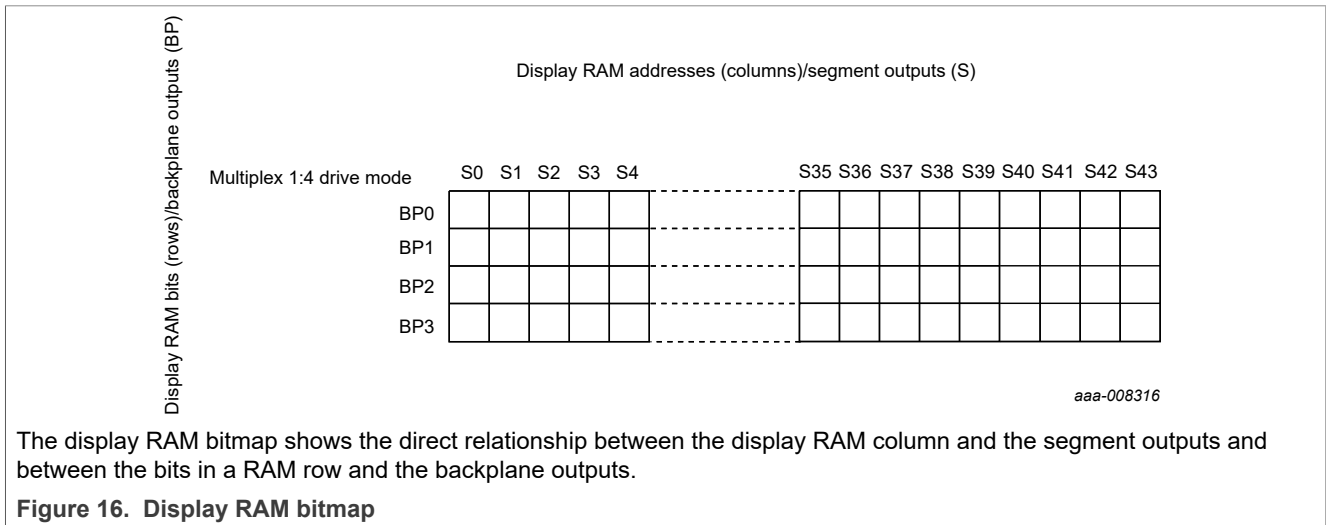 Display RAM bits (rows)/backplane outputs (BP)
Display RAM addresses (columns)/segment outputs (S)
Multiplex 1:4 drive mode
S0 S1 S2 S3 S4 S35 S36 S37 S38 S39 S40 S41 S42 S43
BP0
BP1
BP2
BP3
aaa-008316
The display RAM bitmap shows the direct relationship between the display RAM column and the segment outputs and
between the bits in a RAM row and the backplane outputs.
Figure 16. Display RAM bitmap